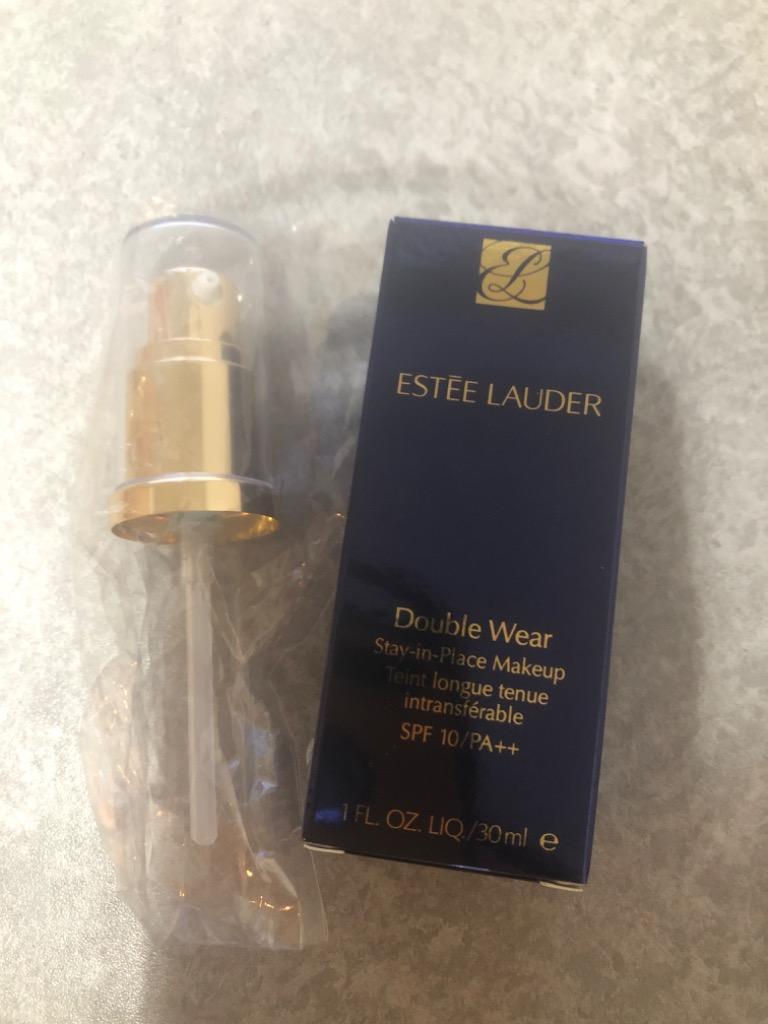 EL
ESTĒE LAUDER
Double Wear
Stay-in-Place Makeup
Teint longue tenue
intransférable
SPF 10/PA++
1 FL. OZ. LIQ./30ml e